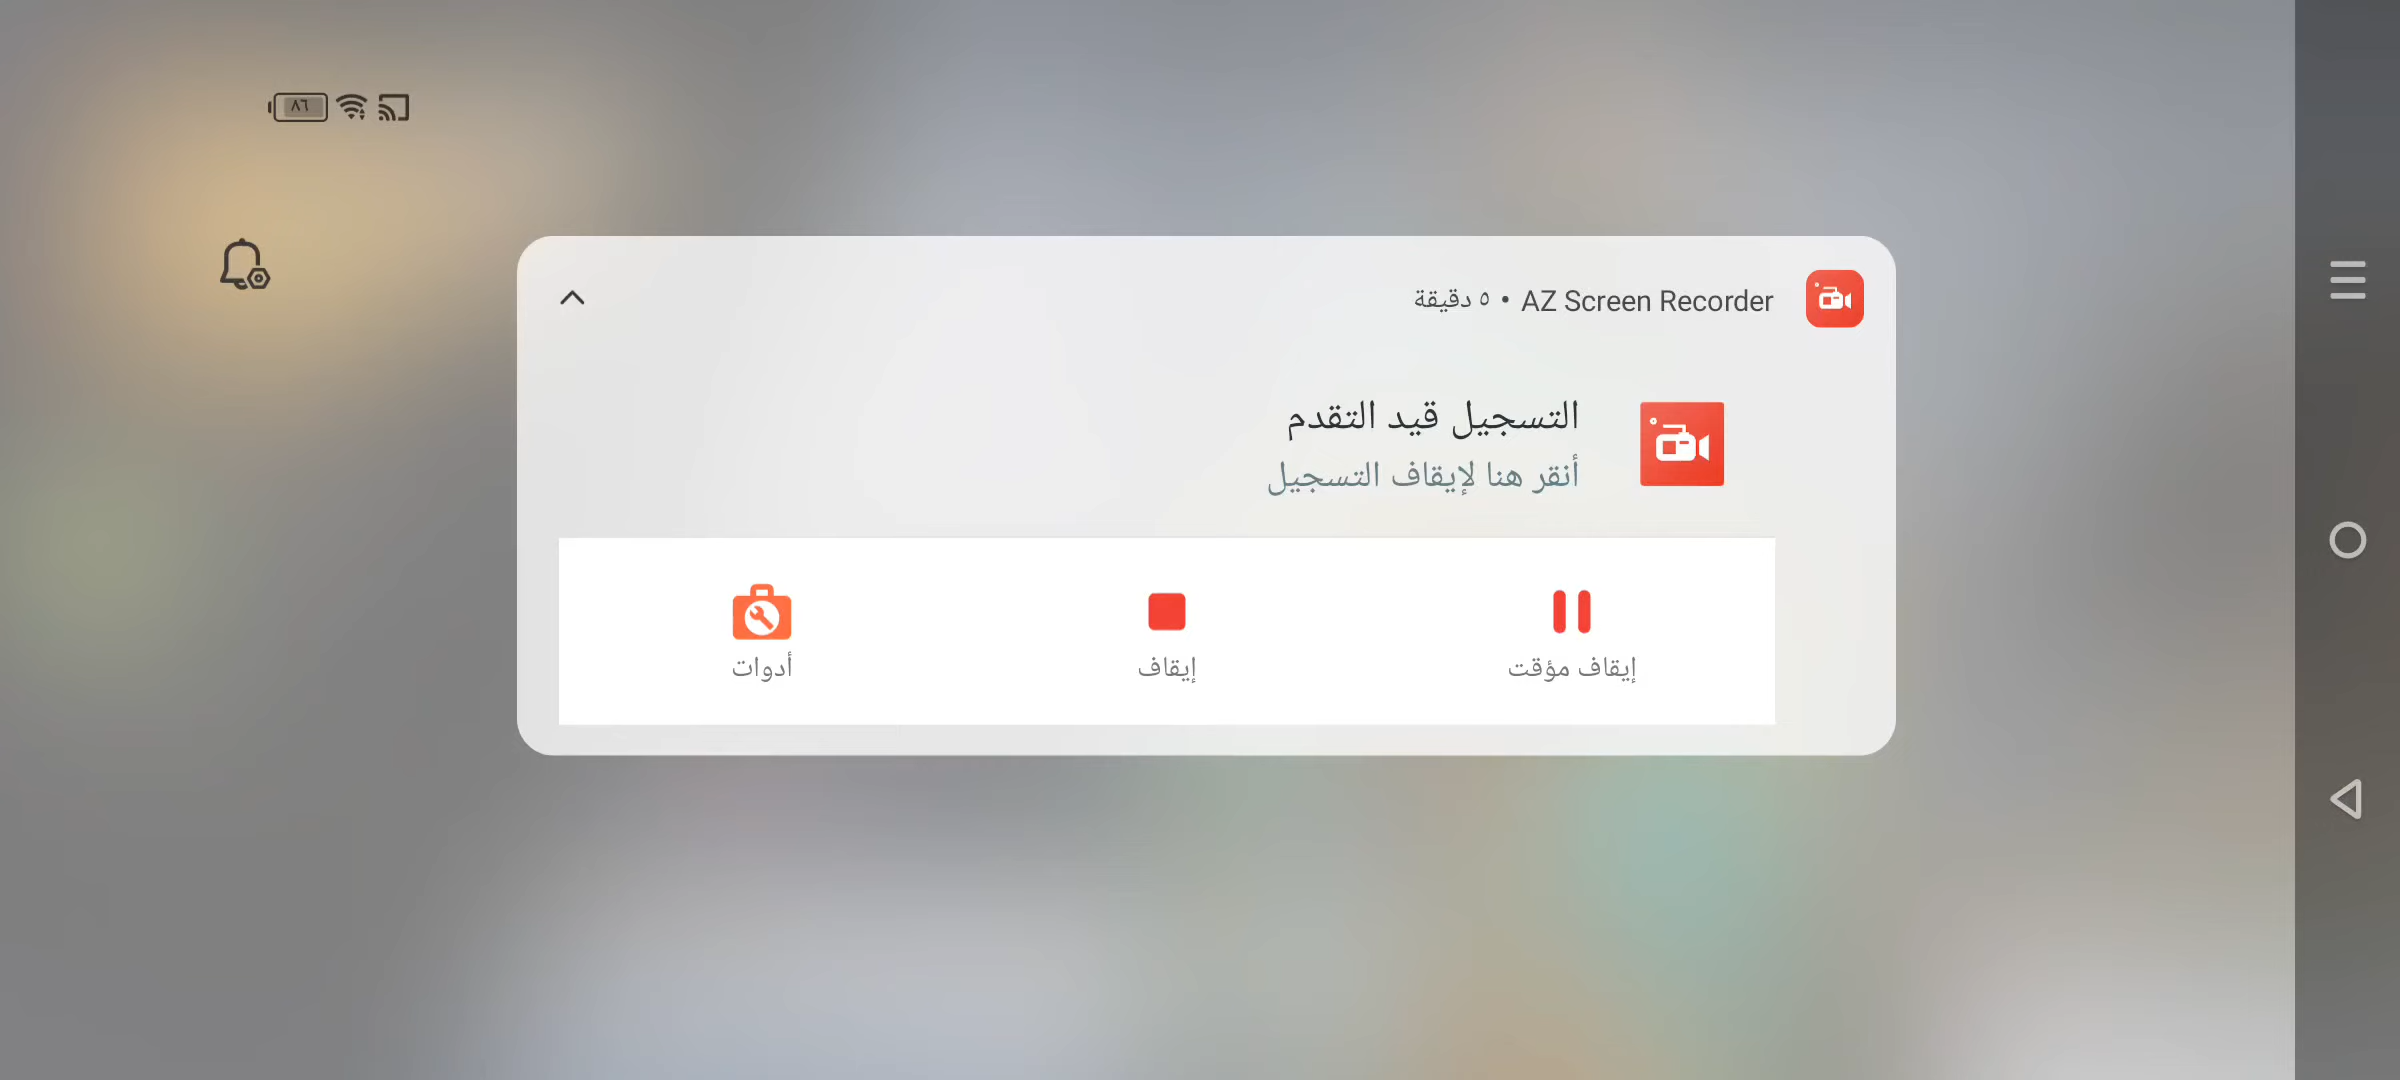 ٨٦
AZ Screen Recorder • ٥ دقيقة
التسجيل قيد التقدم
أنقر هنا لإيقاف التسجيل
إيقاف مؤقت
إيقاف
أدوات